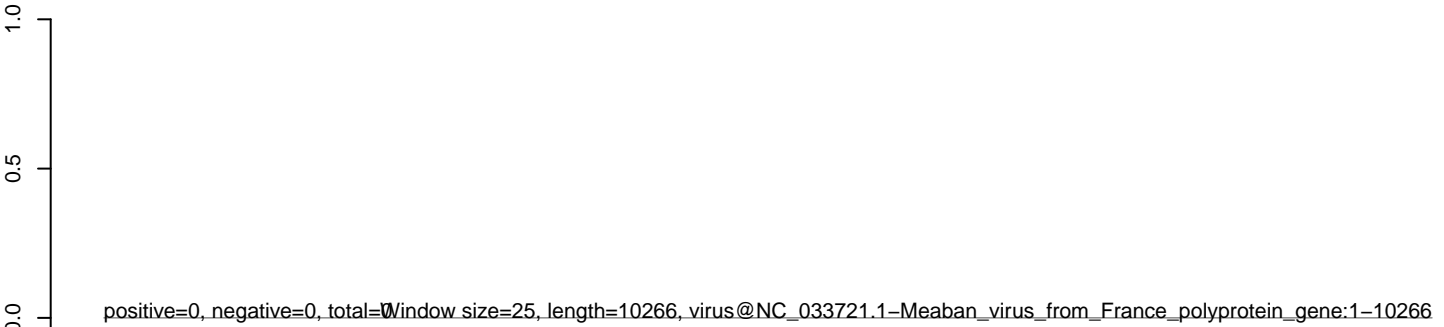 1.0
0.5
0.0
positive=0, negative=0, total=0
Window size=25, length=10266, virus@NC_033721.1−Meaban_virus_from_France_polyprotein_gene:1−10266